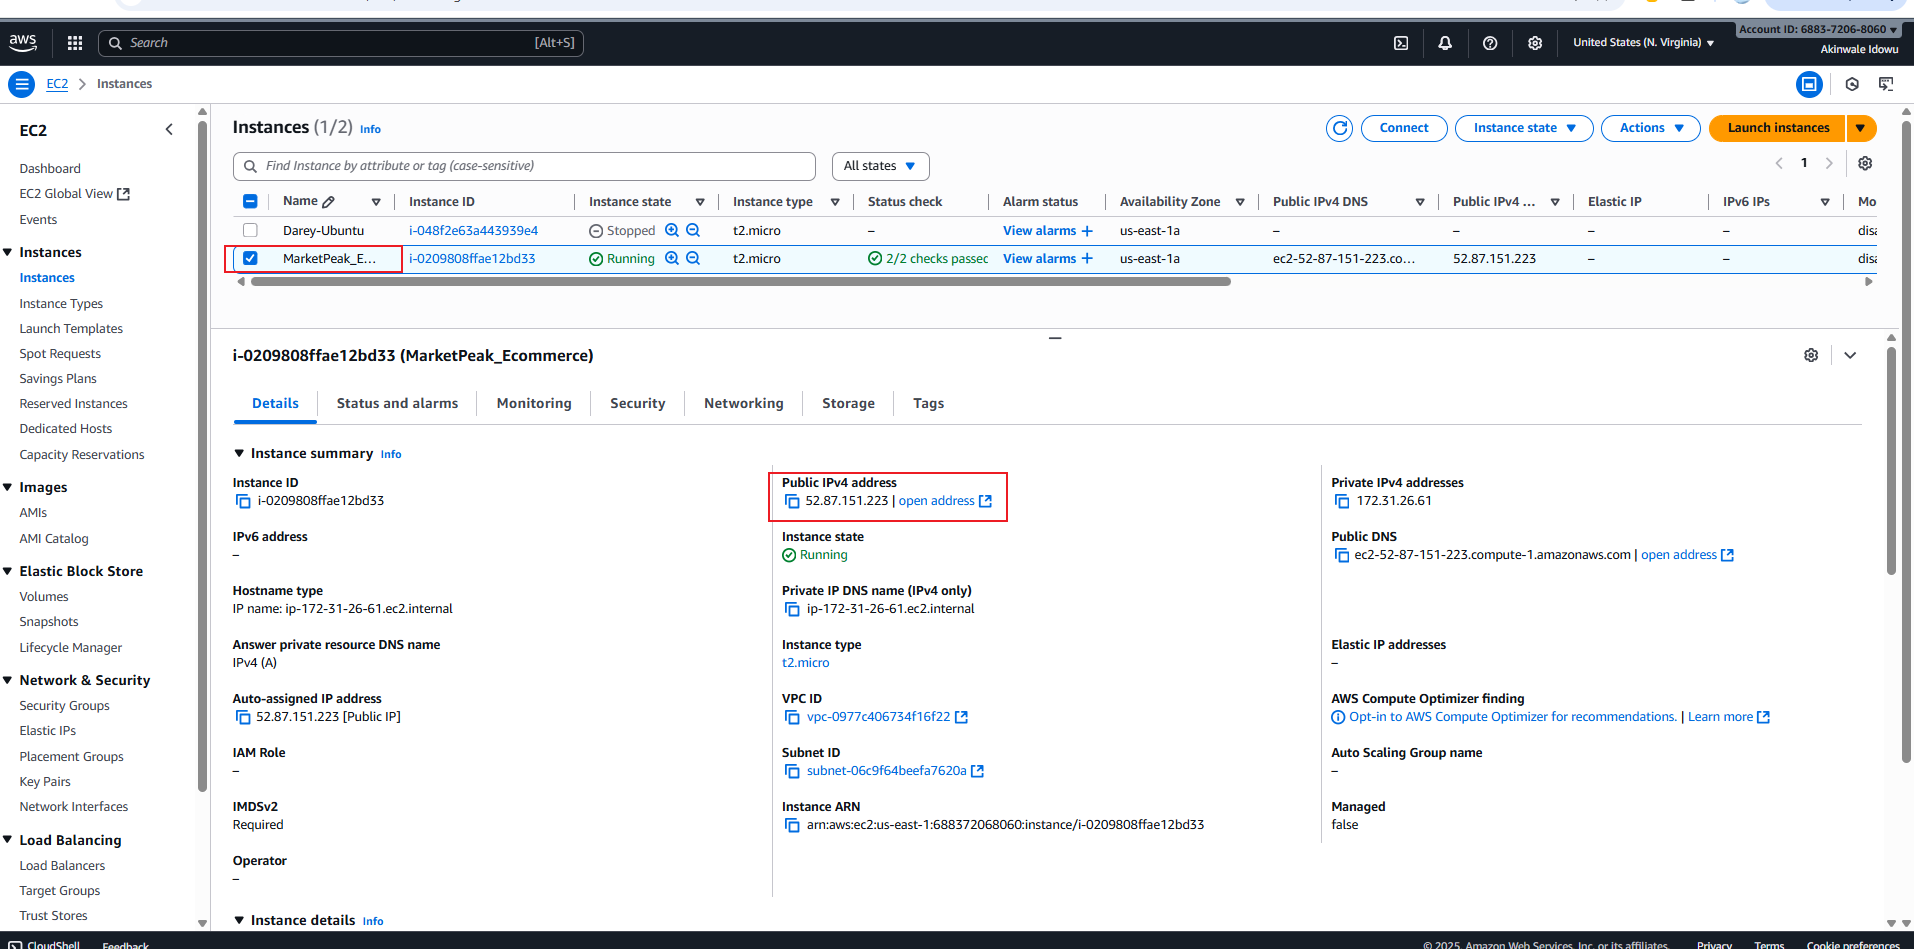 aws
Search
[Alt+S]
United States (N. Virginia)
Account ID: 6883-7206-8060
Akinwale Idowu
EC2
Instances
EC2
Dashboard
EC2 Global View
Events
Instances
Instances
Instance Types
Launch Templates
Spot Requests
Savings Plans
Reserved Instances
Dedicated Hosts
Capacity Reservations
Images
AMIs
AMI Catalog
Elastic Block Store
Volumes
Snapshots
Lifecycle Manager
Network & Security
Security Groups
Elastic IPs
Placement Groups
Key Pairs
Network Interfaces
Load Balancing
Load Balancers
Target Groups
Trust Stores
Instances (1/2) Info
Connect
Instance state
Actions
Launch instances
Find Instance by attribute or tag (case-sensitive)
All states
1
Name Instance ID Instance state Instance type Status check Alarm status Availability Zone Public IPv4 DNS Public IPv4 ... Elastic IP IPv6 IPs Mo
Darey-Ubuntu i-048f2e63a443939e4 Stopped t2.micro – View alarms + us-east-1a – – – – disa
MarketPeak_E... i-0209808ffae12bd33 Running t2.micro 2/2 checks passec View alarms + us-east-1a ec2-52-87-151-223.co... 52.87.151.223 – – disa
i-0209808ffae12bd33 (MarketPeak_Ecommerce)
Details Status and alarms Monitoring Security Networking Storage Tags
Instance summary Info
Instance ID
i-0209808ffae12bd33
Public IPv4 address
52.87.151.223 | open address
Private IPv4 addresses
172.31.26.61
IPv6 address
–
Instance state
Running
Public DNS
ec2-52-87-151-223.compute-1.amazonaws.com | open address
Hostname type
IP name: ip-172-31-26-61.ec2.internal
Private IP DNS name (IPv4 only)
ip-172-31-26-61.ec2.internal
Answer private resource DNS name
IPv4 (A)
Instance type
t2.micro
Elastic IP addresses
–
Auto-assigned IP address
52.87.151.223 [Public IP]
VPC ID
vpc-0977c406734f16f22
AWS Compute Optimizer finding
Opt-in to AWS Compute Optimizer for recommendations. | Learn more
IAM Role
–
Subnet ID
subnet-06c9f64beefa7620a
Auto Scaling Group name
–
IMDSv2
Required
Instance ARN
arn:aws:ec2:us-east-1:688372068060:instance/i-0209808ffae12bd33
Managed
false
Operator
–
Instance details Info
CloudShell Feedback © 2025, Amazon Web Services, Inc. or its affiliates. Privacy Terms Cookie preferences